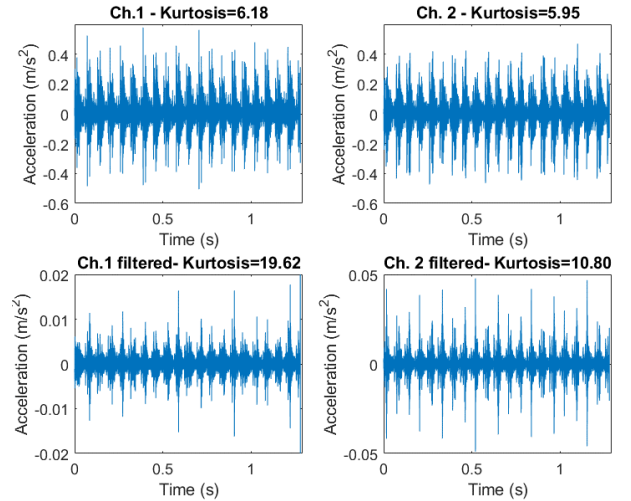 Ch.1 - Kurtosis=6.18
Acceleration (m/s²)
0.4
0.2
0
-0.2
-0.4
-0.6
0
0.5
1
Time (s)
Ch. 2 - Kurtosis=5.95
Acceleration (m/s²)
0.4
0.2
0
-0.2
-0.4
-0.6
0
0.5
1
Time (s)
Ch.1 filtered- Kurtosis=19.62
Acceleration (m/s²)
0.02
0.01
0
-0.01
-0.02
0
0.5
1
Time (s)
Ch. 2 filtered- Kurtosis=10.80
Acceleration (m/s²)
0.05
0
-0.05
0
0.5
1
Time (s)